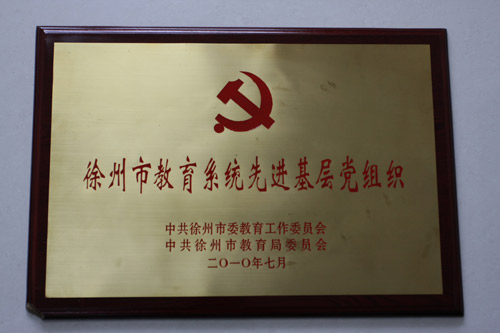 徐州市教育系统先进基层党组织
中共徐州市委教育工作委员会
中共徐州市教育局委员会
二〇一〇年七月